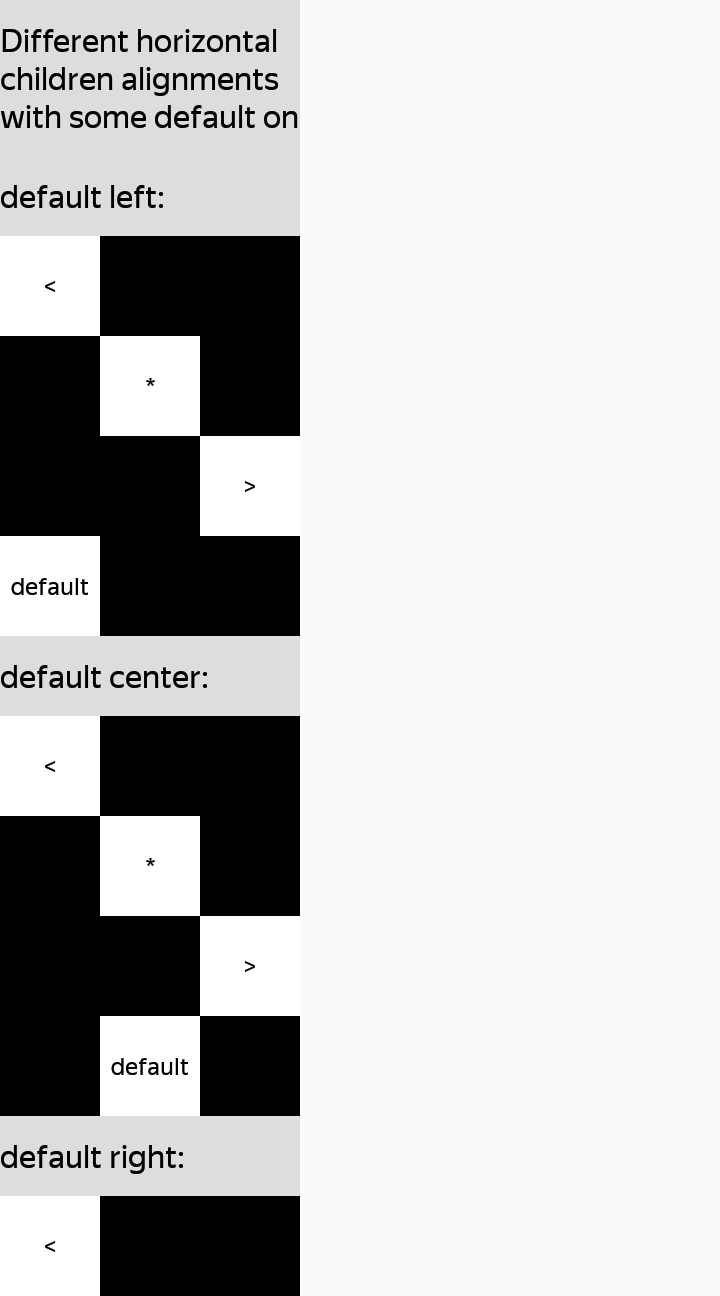 Different horizontal
children alignments
with some default on
default left:
<
*
>
default
default center:
<
*
>
default
default right:
<